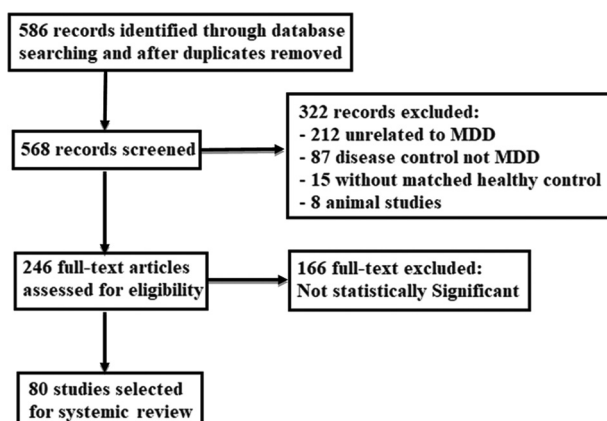 586 records identified through database
searching and after duplicates removed
568 records screened
322 records excluded:
- 212 unrelated to MDD
- 87 disease control not MDD
- 15 without matched healthy control
- 8 animal studies
246 full-text articles
assessed for eligibility
166 full-text excluded:
Not statistically Significant
80 studies selected
for systemic review